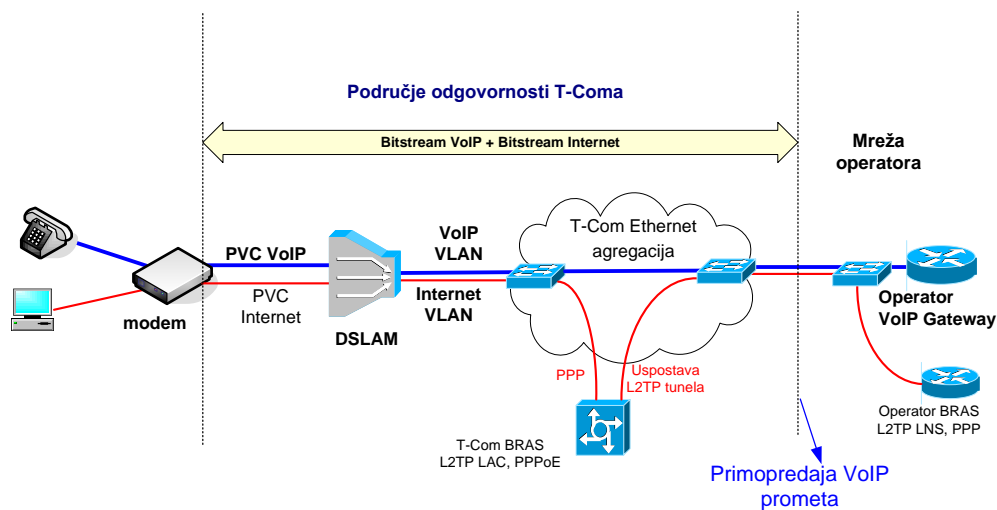 Područje odgovornosti T-Coma
Bitstream VoIP + Bitstream Internet
Mreža
operatora
T-Com Ethernet
agregacija
VoIP
VLAN
PVC VoIP
PVC
Internet
Internet
VLAN
modem
DSLAM
Operator
VoIP Gateway
PPP
Uspostava
L2TP tunela
T-Com BRAS
L2TP LAC, PPPoE
Operator BRAS
L2TP LNS, PPP
Primopredaja VoIP
prometa